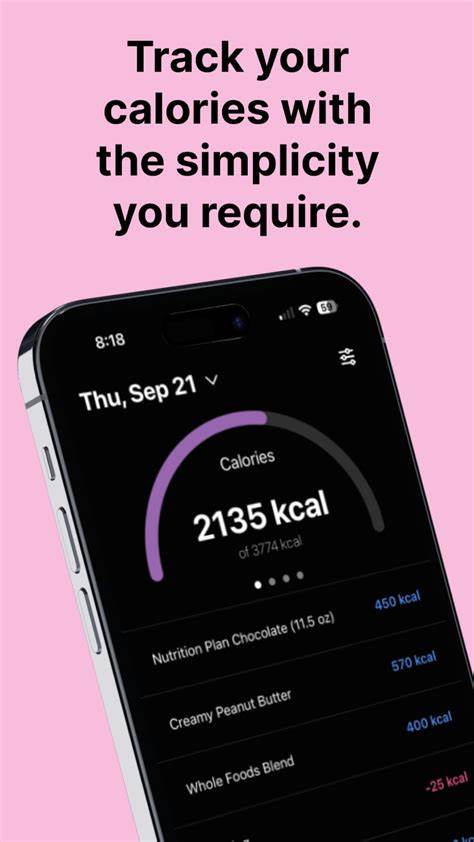 Track your
calories with
the simplicity
you require.
8:18
59
Thu, Sep 21
Calories
2135 kcal
of 3774 kcal
Nutrition Plan Chocolate (11.5 oz) 450 kcal
Creamy Peanut Butter 570 kcal
Whole Foods Blend 400 kcal
-25 kcal